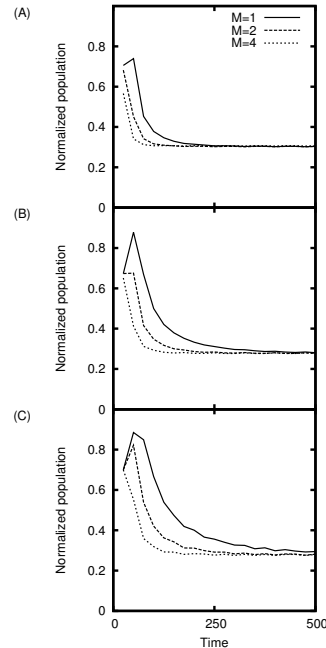 (A)
M=1
M=2
M=4
0.8
0.6
0.4
0.2
0
Normalized population
(B)
0.8
0.6
0.4
0.2
0
Normalized population
(C)
0.8
0.6
0.4
0.2
0
Normalized population
0 250 500
Time